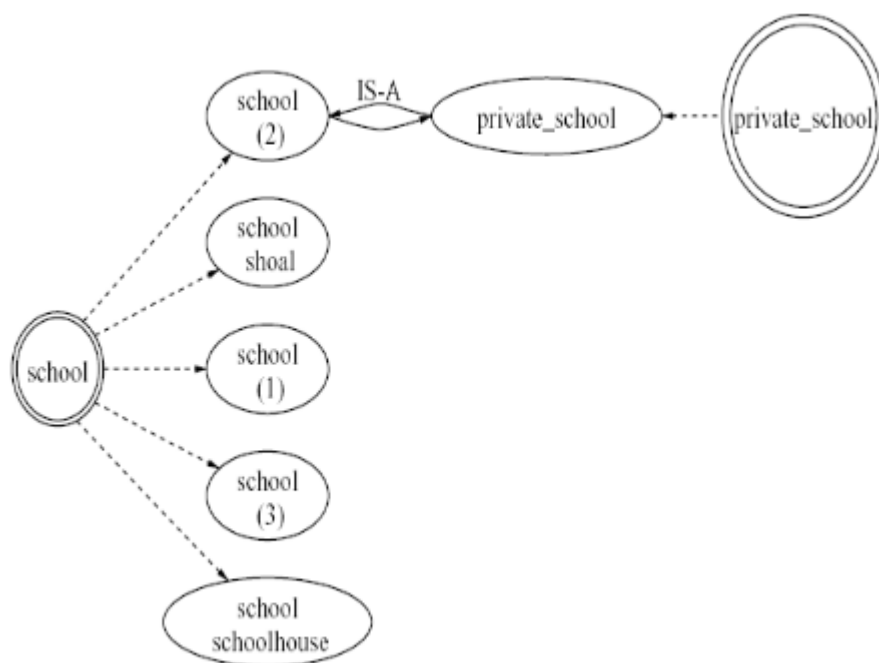 IS-A
school
(2)
private_school
private_school
school
shoal
school
school
(1)
school
(3)
school
schoolhouse